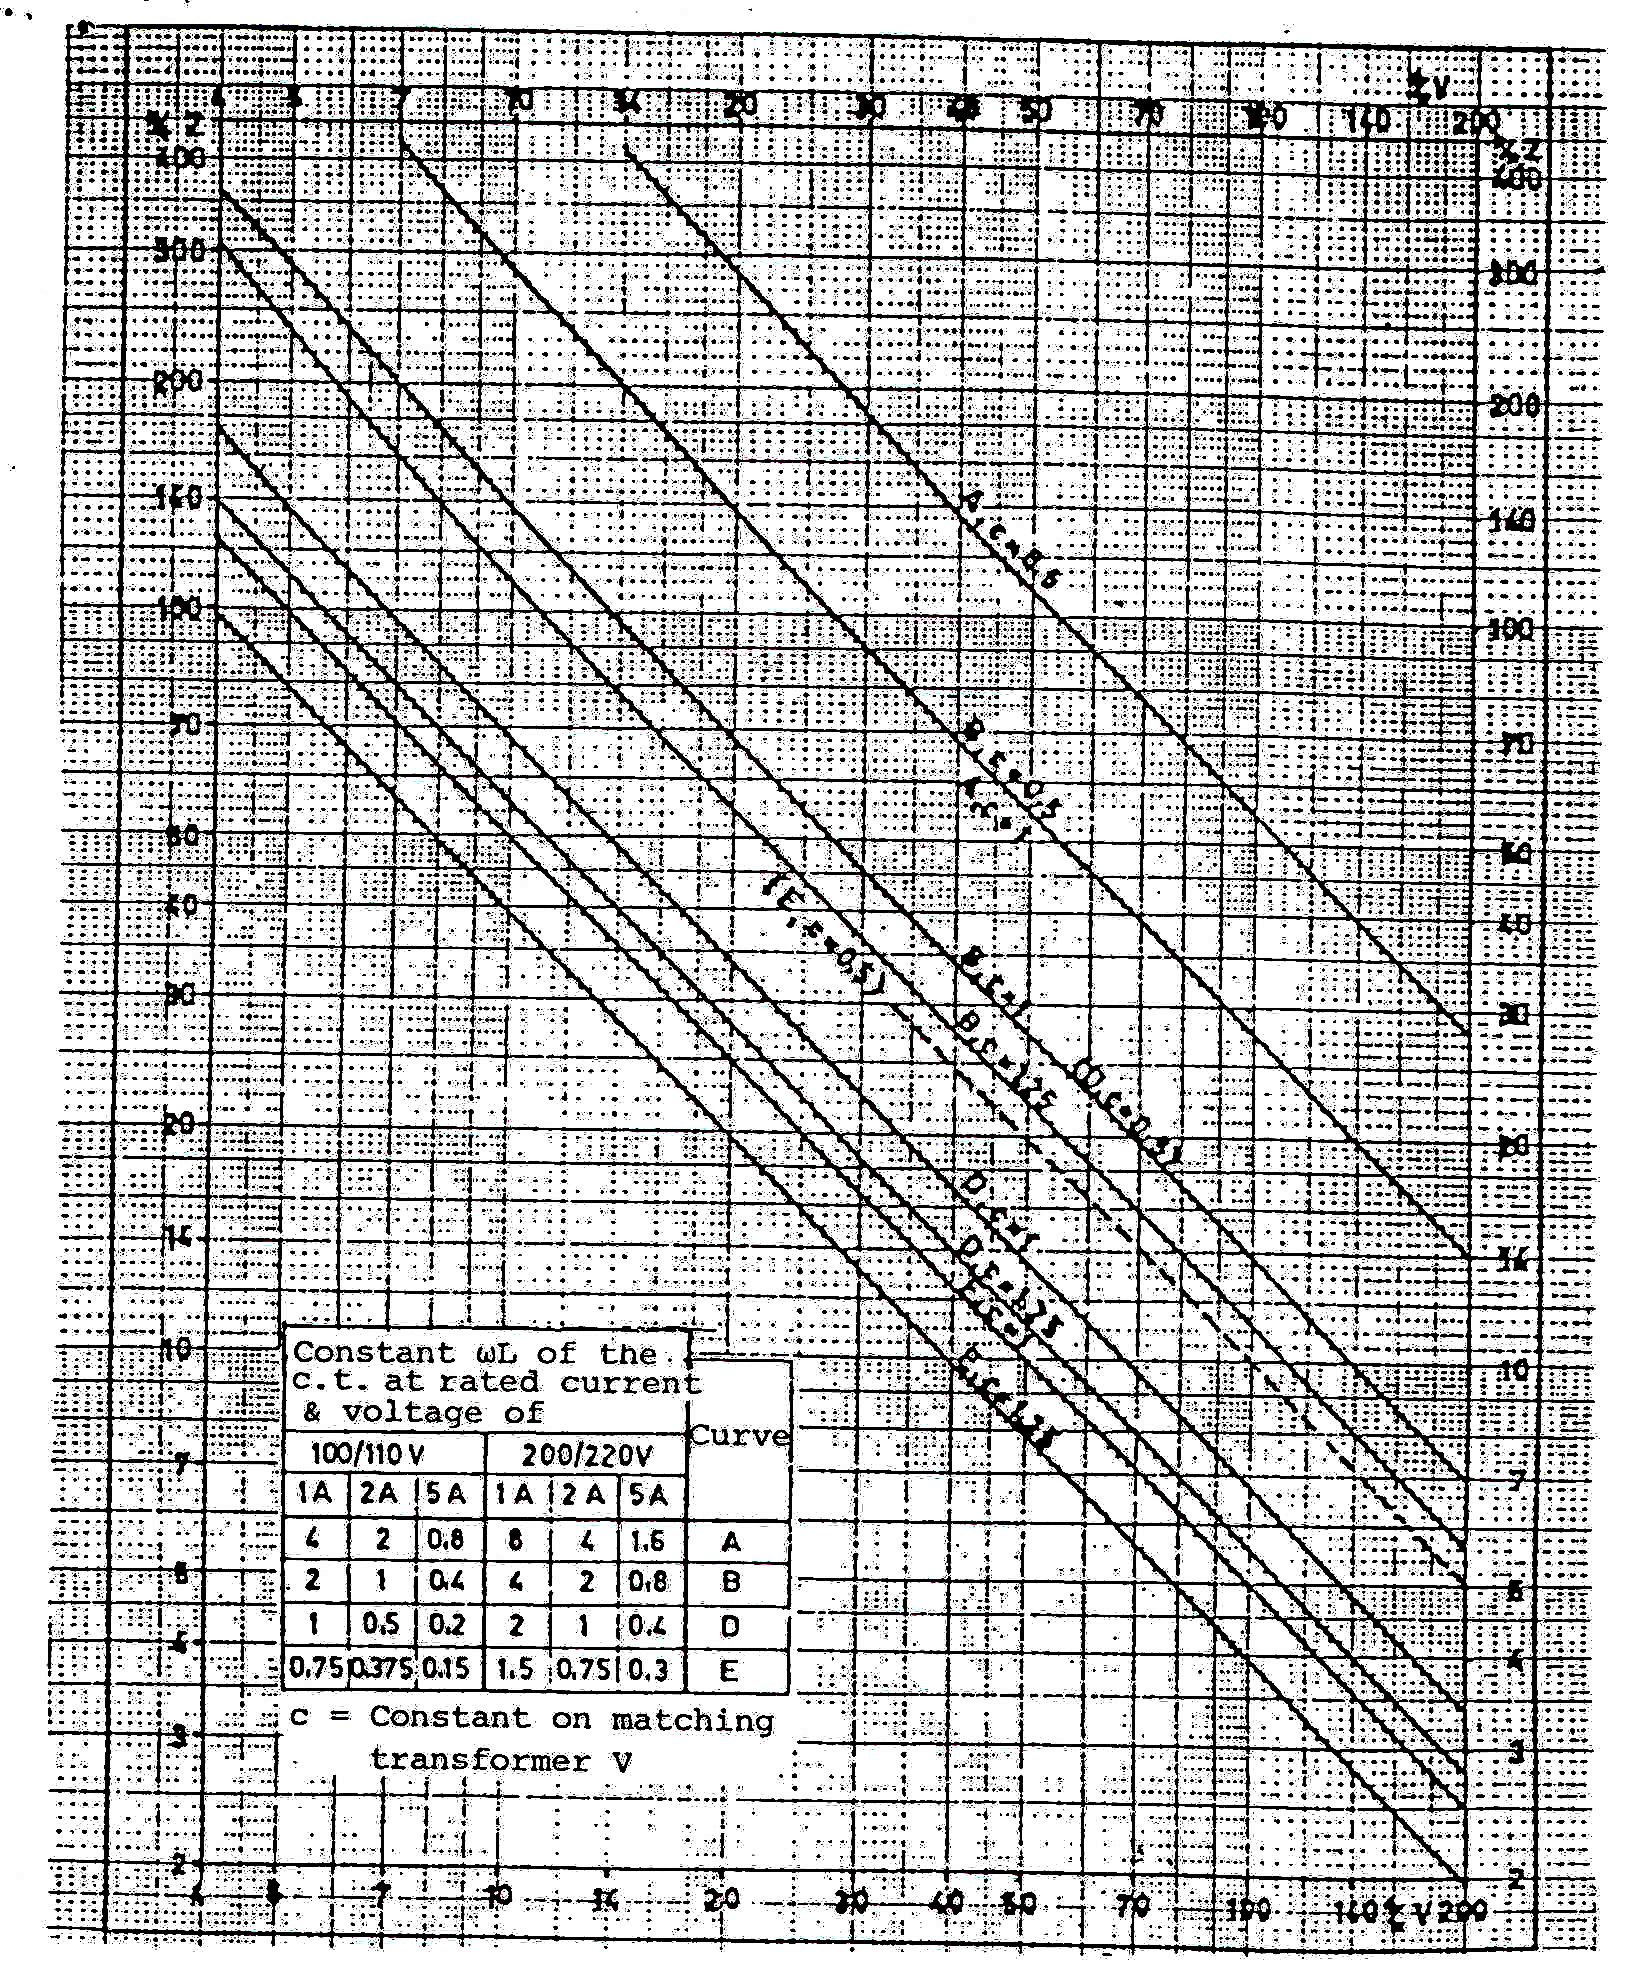 4 5 7 10 14 20 30 40 50 70 100 140 % V 200
% Z % Z
400 400
300 300
200 200
140 140
A, c=0,5
100 100
B, c=0,5
70 70
50 50
(E, c=0,5)
40 40
B, c=1
30 30
B, c=1.25
(D, c=0,5)
20 20
D, c=1
14 14
D, c=1.25
E, c=1
10 10
E, c=1.25
Constant ωL of the
c.t. at rated current
& voltage of
Curve
7 100/110 V 200/220V 7
1A 2A 5A 1A 2A 5A
4 2 0.8 8 4 1.6 A
5 2 1 0.4 4 2 0.8 B 5
4 1 0.5 0.2 2 1 0.4 D 4
0.75 0.375 0.15 1.5 0.75 0.3 E
c = Constant on matching
3 3
transformer V
2 2
4 5 7 10 14 20 30 40 50 70 100 140 % V 200